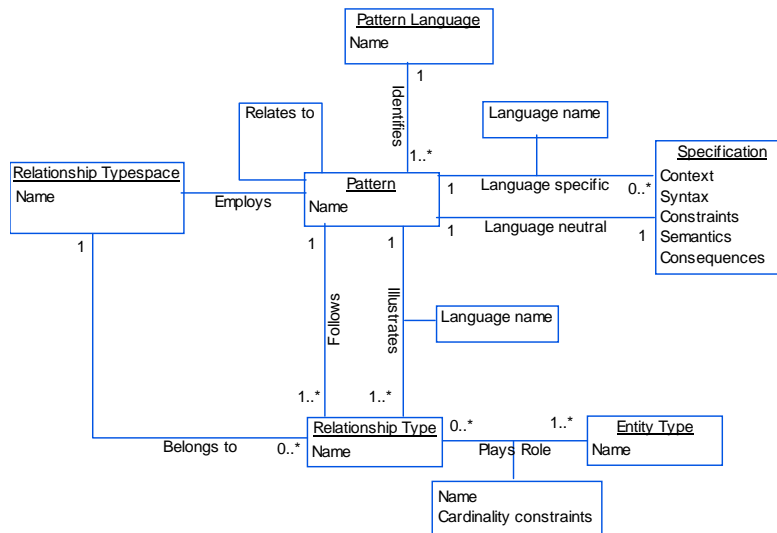 Pattern Language
Name
1
Identifies
1..*
Relates to
Language name
Relationship Typespace
Name
1
Employs
Pattern
Name
1
Language specific
0..*
1
Language neutral
1
Specification
Context
Syntax
Constraints
Semantics
Consequences
1
1
Follows
Illustrates
Language name
1..*
1..*
Belongs to
0..*
Relationship Type
Name
0..*
1..*
Plays Role
Entity Type
Name
Name
Cardinality constraints